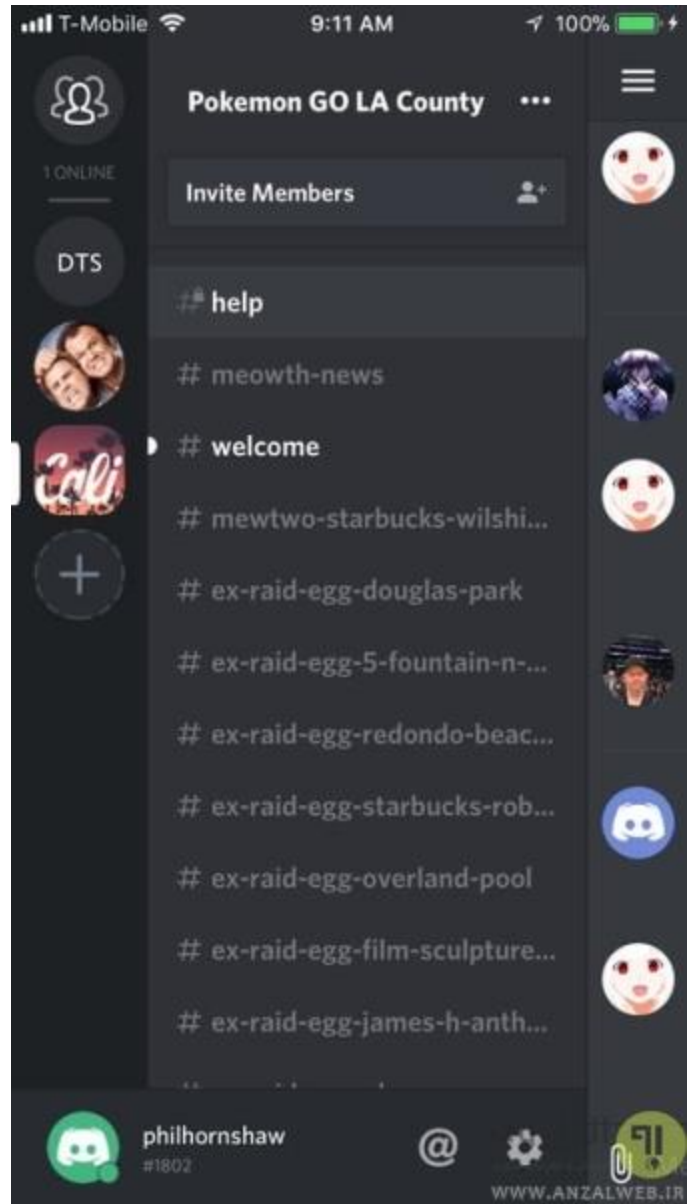 T-Mobile 9:11 AM 100%
Pokemon GO LA County
1 ONLINE
Invite Members
DTS
# help
# meowth-news
Cali
# welcome
# mewtwo-starbucks-wilshi...
# ex-raid-egg-douglas-park
# ex-raid-egg-5-fountain-n-...
# ex-raid-egg-redondo-beac...
# ex-raid-egg-starbucks-rob...
# ex-raid-egg-overland-pool
# ex-raid-egg-film-sculpture...
# ex-raid-egg-james-h-anth...
philhornshaw
#1802
WWW.ANZALWEB.IR